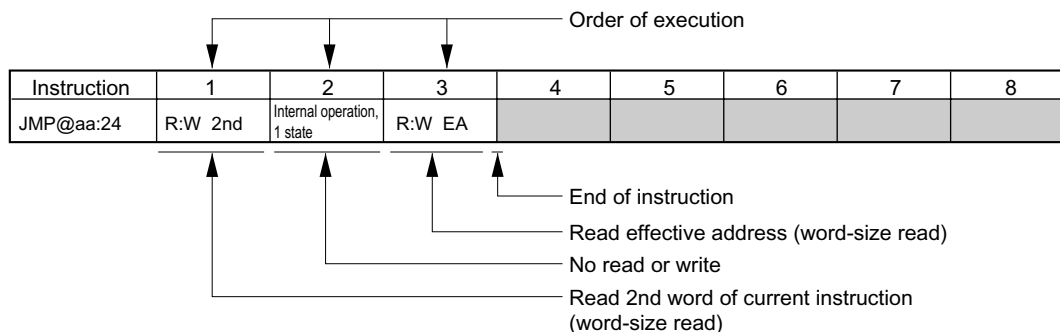 Order of execution
Instruction 1 2 3 4 5 6 7 8
JMP@aa:24 R:W 2nd Internal operation, R:W EA
1 state
End of instruction
Read effective address (word-size read)
No read or write
Read 2nd word of current instruction
(word-size read)